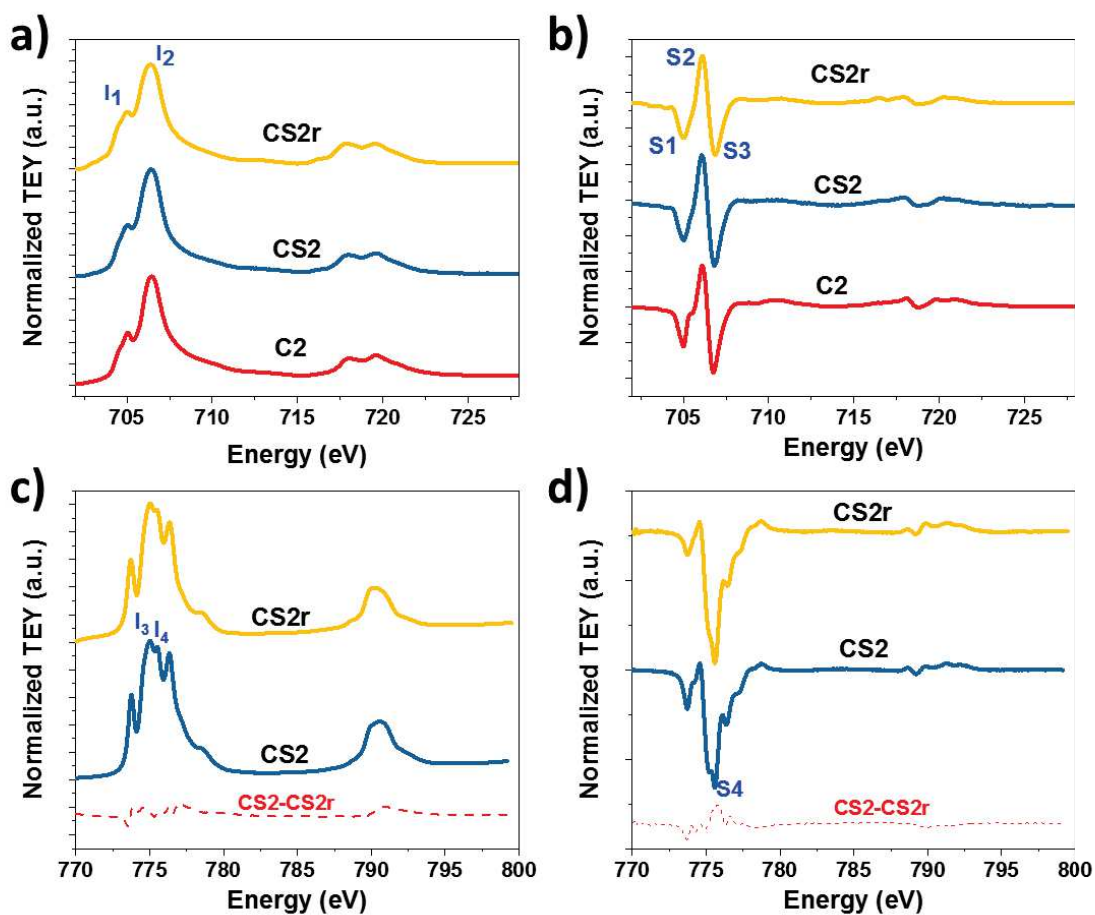 a)
I1
I2
CS2r
CS2
C2
Normalized TEY (a.u.)
705 710 715 720 725
Energy (eV)
b)
S2
CS2r
S1
S3
CS2
C2
Normalized TEY (a.u.)
705 710 715 720 725
Energy (eV)
c)
CS2r
I3 I4
CS2
CS2-CS2r
Normalized TEY (a.u.)
770 775 780 785 790 795 800
Energy (eV)
d)
CS2r
CS2
S4
CS2-CS2r
Normalized TEY (a.u.)
770 775 780 785 790 795 800
Energy (eV)